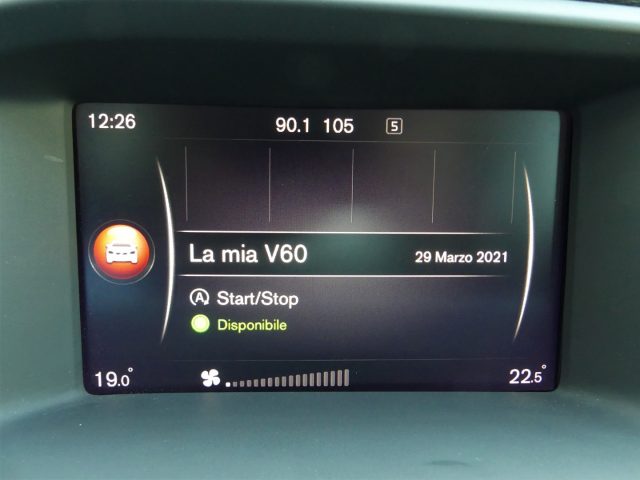 12:26 90.1 105 5
La mia V60 29 Marzo 2021
A Start/Stop
Disponibile
19.0° 22.5°